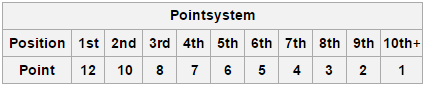 Pointsystem
Position 1st 2nd 3rd 4th 5th 6th 7th 8th 9th 10th+
Point 12 10 8 7 6 5 4 3 2 1